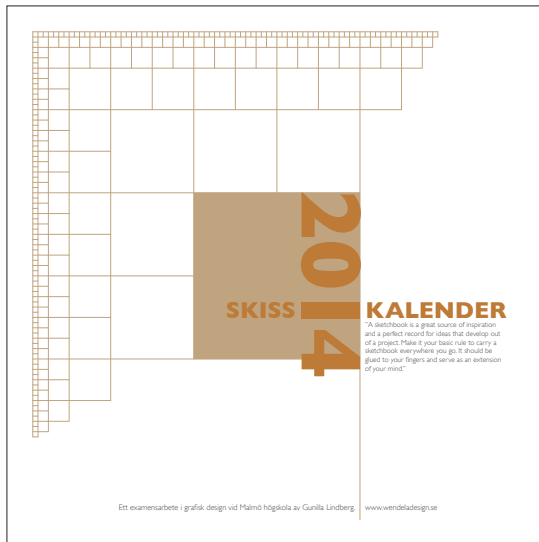 2014
SKISS KALENDER
"A sketchbook is a great source of inspiration
and a perfect record for ideas that develop out
of a project. Make it your basic rule to carry a
sketchbook everywhere you go. It should be
glued to your fingers and serve as an extension
of your mind."
Ett examensarbete i grafisk design vid Malmö högskola av Gunilla Lindberg. www.wendeladesign.se